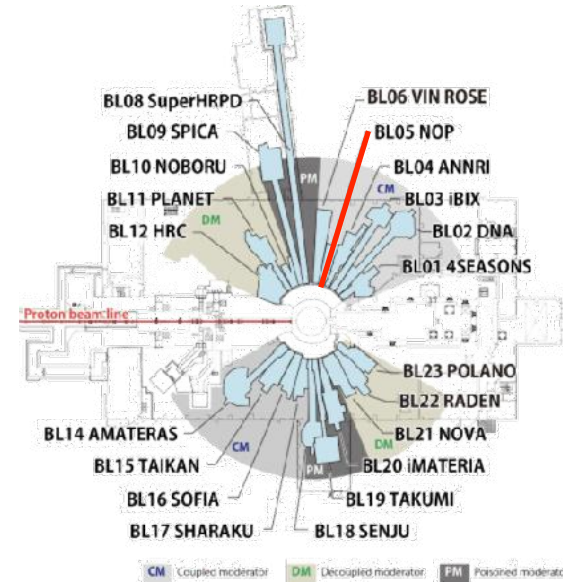 BL08 SuperHRPD
BL09 SPICA
BL10 NOBORU
BL11 PLANET
BL12 HRC
BL06 VIN ROSE
BL05 NOP
BL04 ANNRI
BL03 iBIX
BL02 DNA
BL01 4SEASONS
PM
CM
DM
Proton beam line
BL23 POLANO
BL22 RADEN
BL21 NOVA
BL20 iMATERIA
BL19 TAKUMI
BL18 SENJU
BL14 AMATERAS
BL15 TAIKAN
BL16 SOFIA
BL17 SHARAKU
CM
PM
DM
CM Coupled moderator
DM Decoupled moderator
PM Poisoned moderator